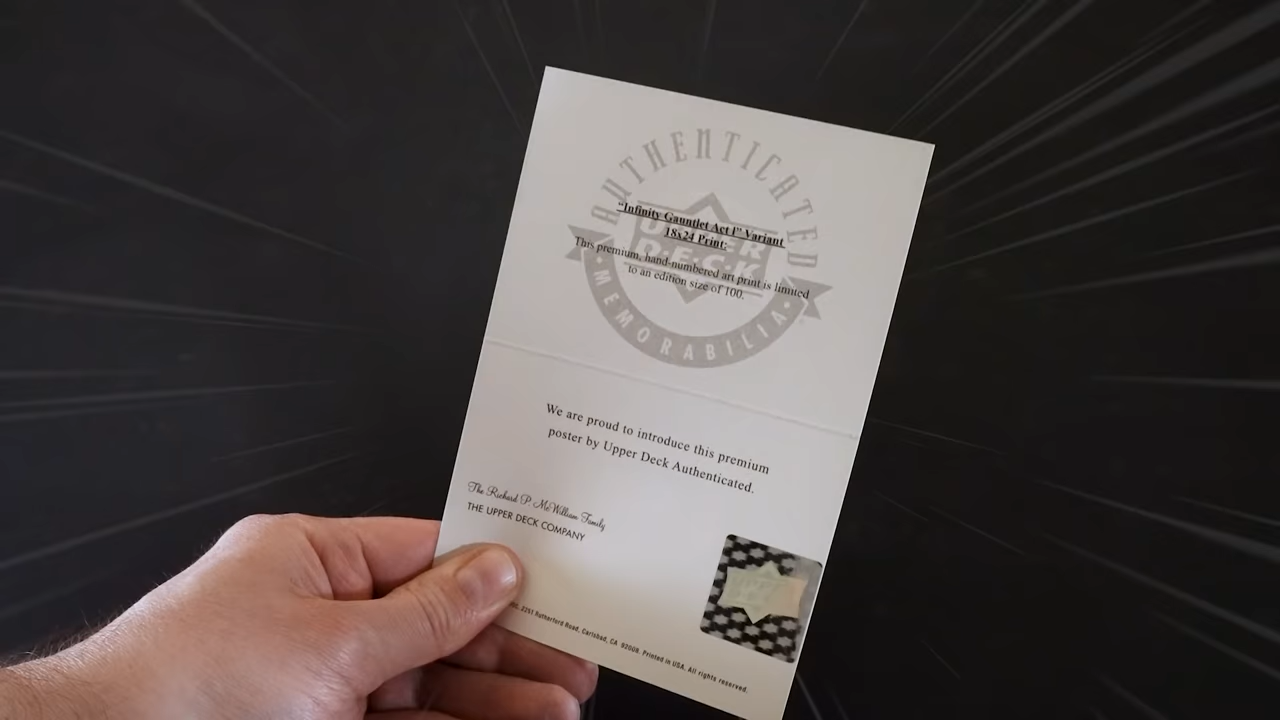 AUTHENTICATED
UPPER
D·E·C·K
MEMORABILIA
“Infinity Gauntlet Act I” Variant
18x24 Print:
This premium, hand-numbered art print is limited
to an edition size of 100.
We are proud to introduce this premium
poster by Upper Deck Authenticated.
The Richard P. McWilliam Family
THE UPPER DECK COMPANY
2251 Rutherford Road, Carlsbad, CA 92008. Printed in USA. All rights reserved.